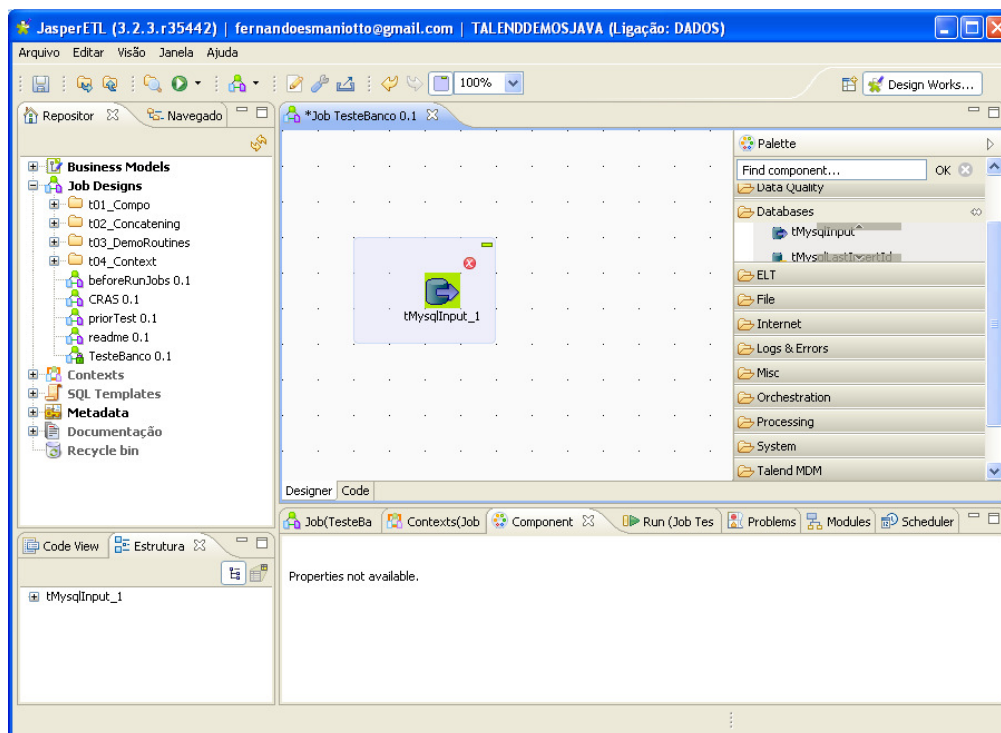 JasperETL (3.2.3.r35442) | fernandoesmaniotto@gmail.com | TALENDDEMOSJAVA (Ligação: DADOS)
Arquivo Editar Visão Janela Ajuda
100%
Design Works...
Repositor
Navegado
*Job TesteBanco 0.1
Business Models
Job Designs
t01_Compo
t02_Concatening
t03_DemoRoutines
t04_Context
beforeRunJobs 0.1
CRAS 0.1
priorTest 0.1
readme 0.1
TesteBanco 0.1
Contexts
SQL Templates
Metadata
Documentação
Recycle bin
tMysqlInput_1
Designer Code
Palette
Find component...
OK
Data Quality
Databases
tMysqlInput
tMysqlLastInsertId
ELT
File
Internet
Logs & Errors
Misc
Orchestration
Processing
System
Talend MDM
Code View
Estrutura
tMysqlInput_1
Job(TesteBa
Contexts(Job
Component
Run (Job Tes
Problems
Modules
Scheduler
Properties not available.